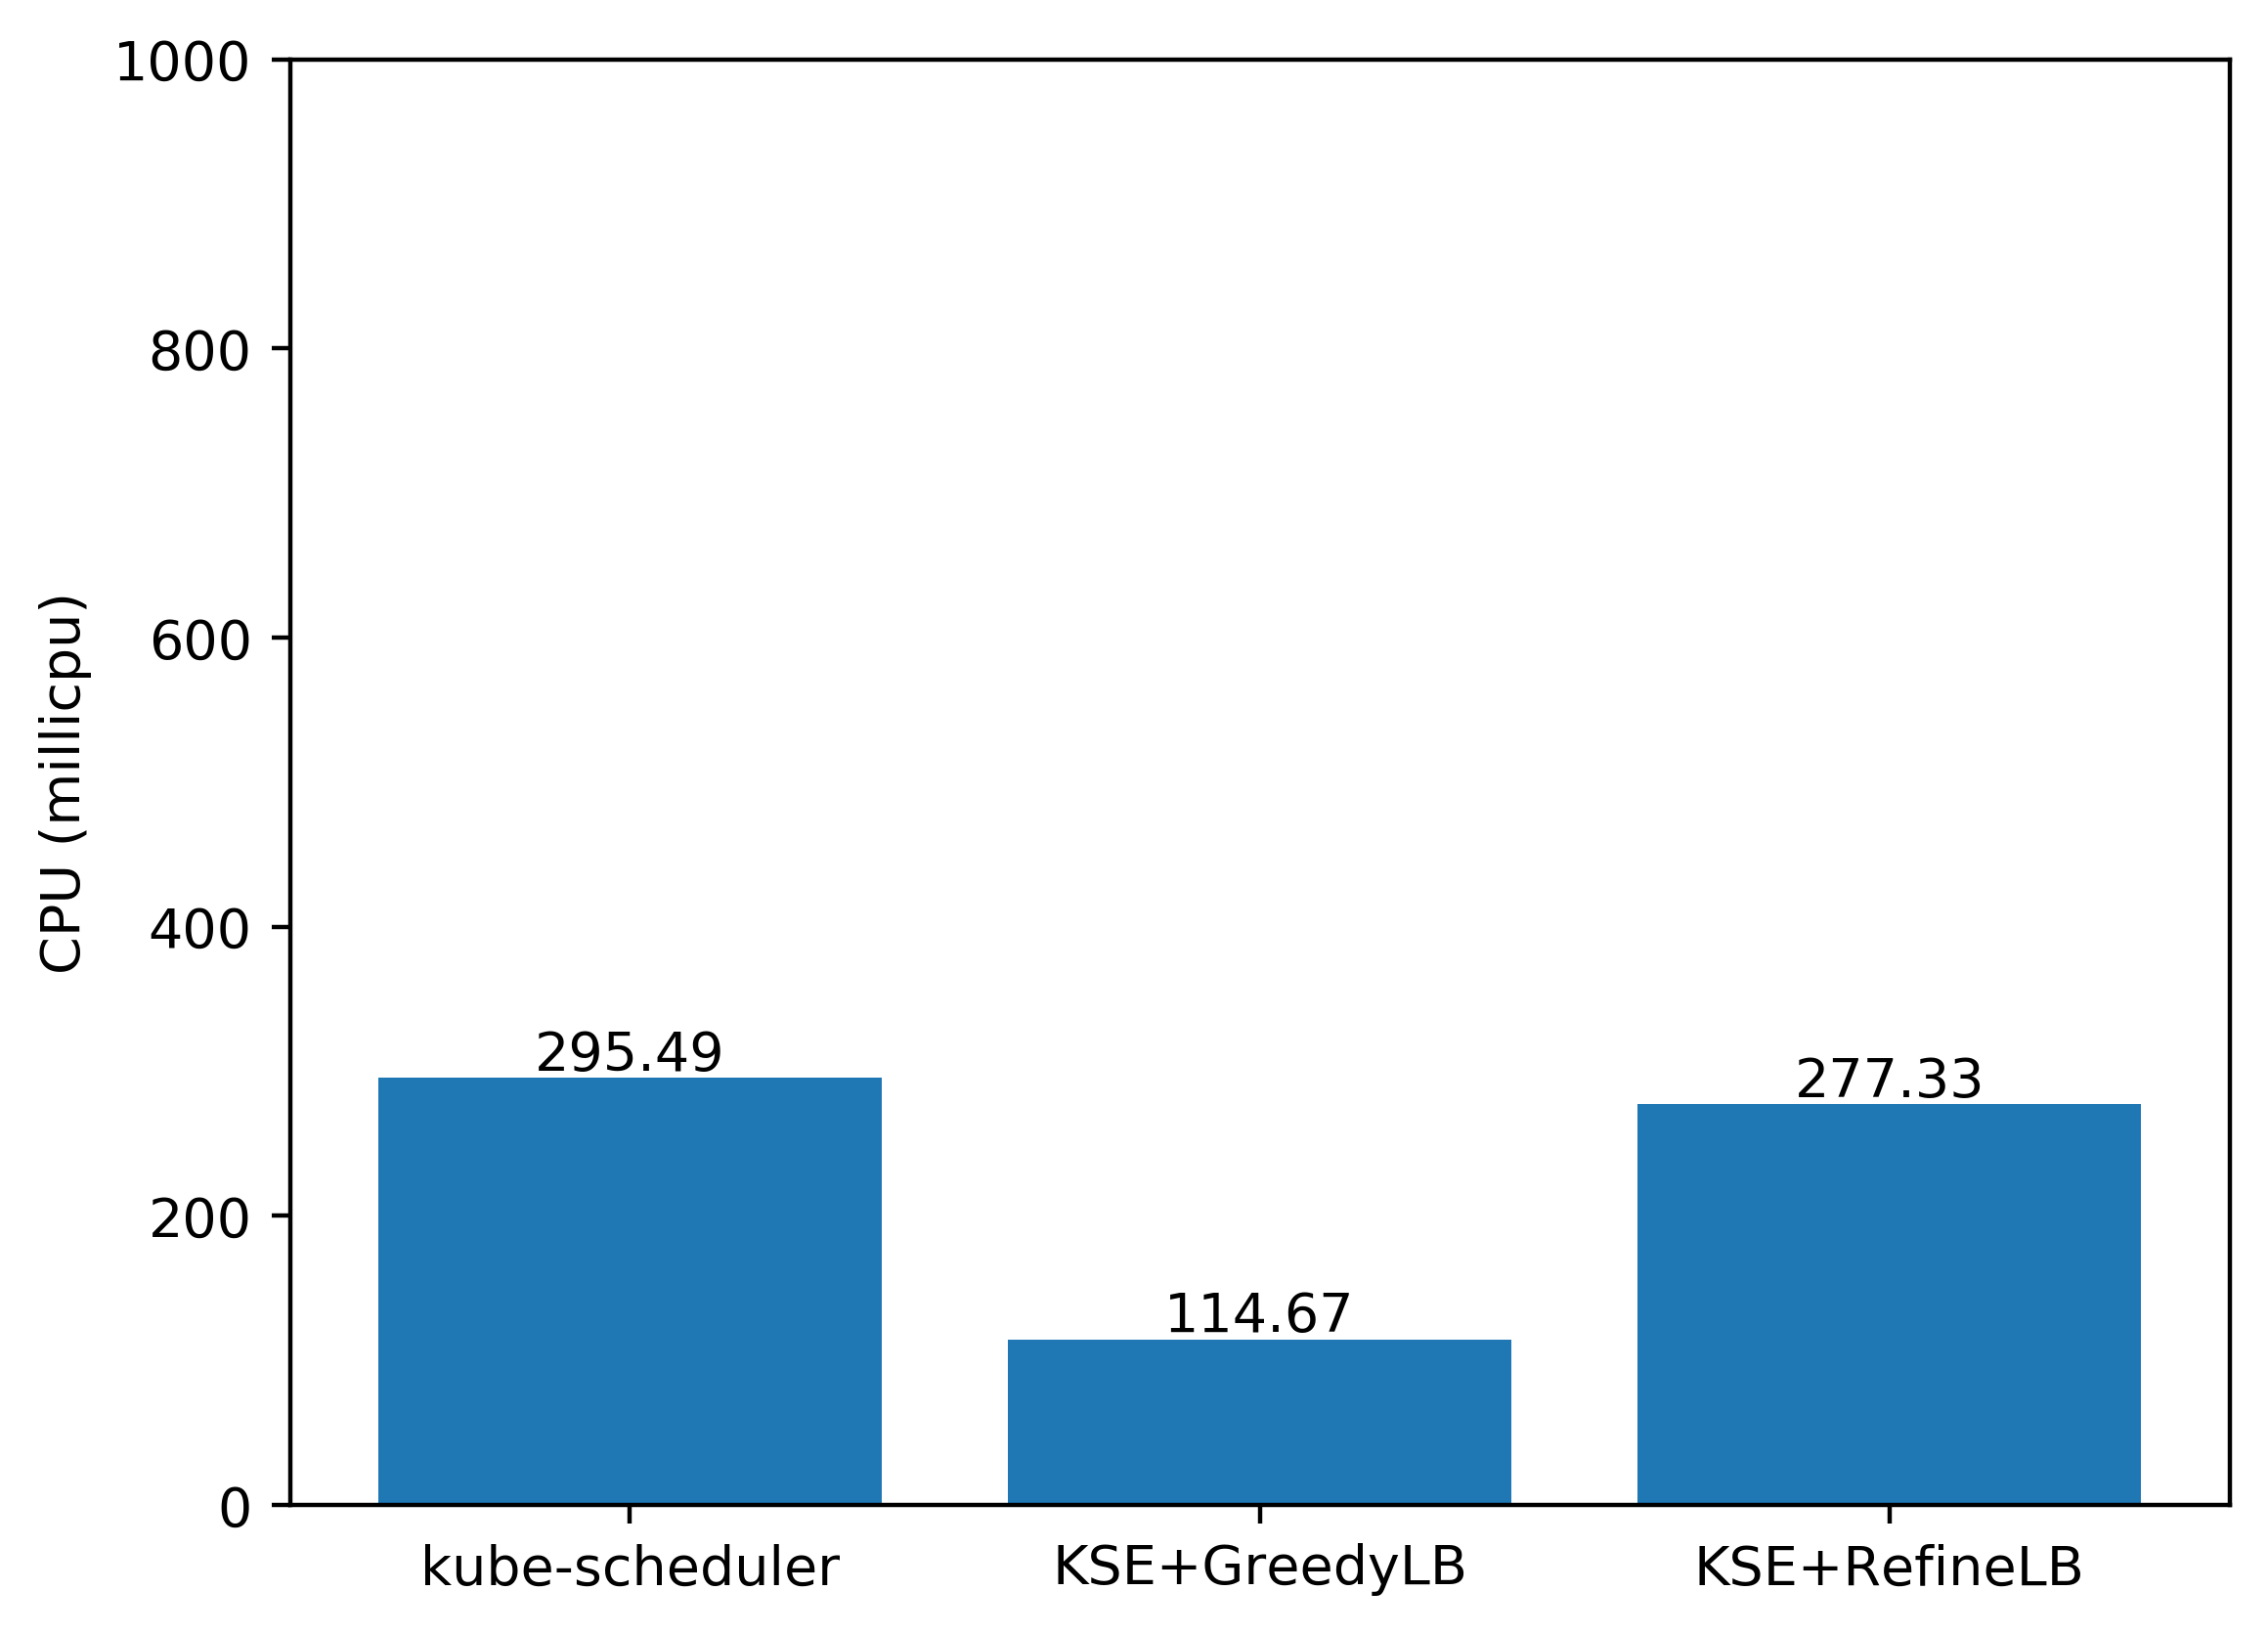 1000
800
600
400
200
0
CPU (millicpu)
295.49
114.67
277.33
kube-scheduler
KSE+GreedyLB
KSE+RefineLB